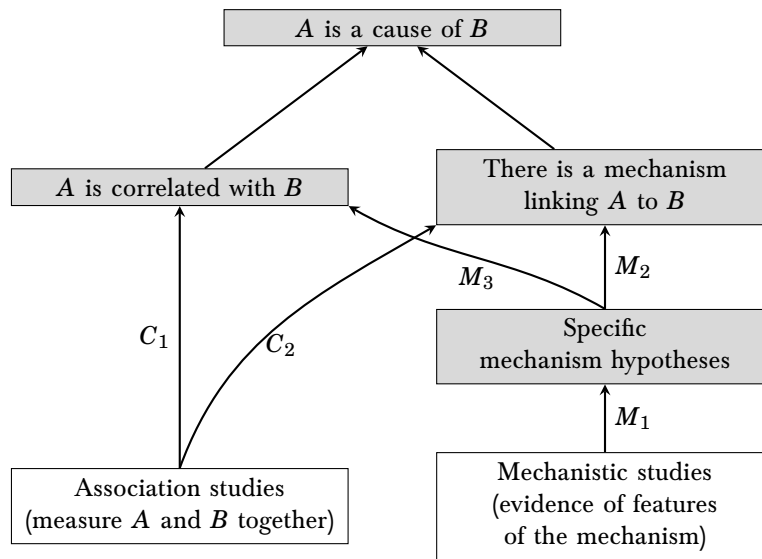 A is a cause of B
A is correlated with B
There is a mechanism
linking A to B
M3
M2
C1
C2
Specific
mechanism hypotheses
M1
Association studies
(measure A and B together)
Mechanistic studies
(evidence of features
of the mechanism)